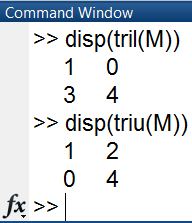 Command Window
>> disp(tril(M))
1 0
3 4
>> disp(triu(M))
1 2
0 4
fx >>